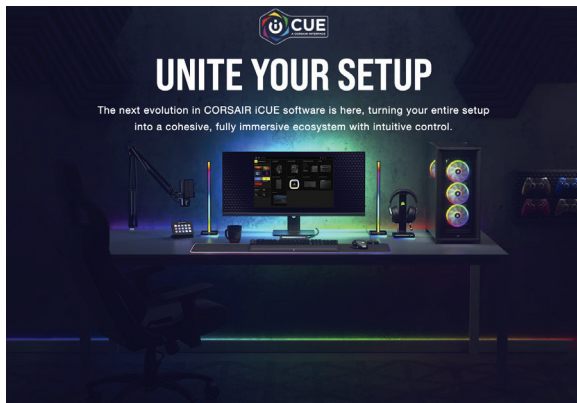 iCUE
A CORSAIR INTERFACE
UNITE YOUR SETUP
The next evolution in CORSAIR iCUE software is here, turning your entire setup
into a cohesive, fully immersive ecosystem with intuitive control.